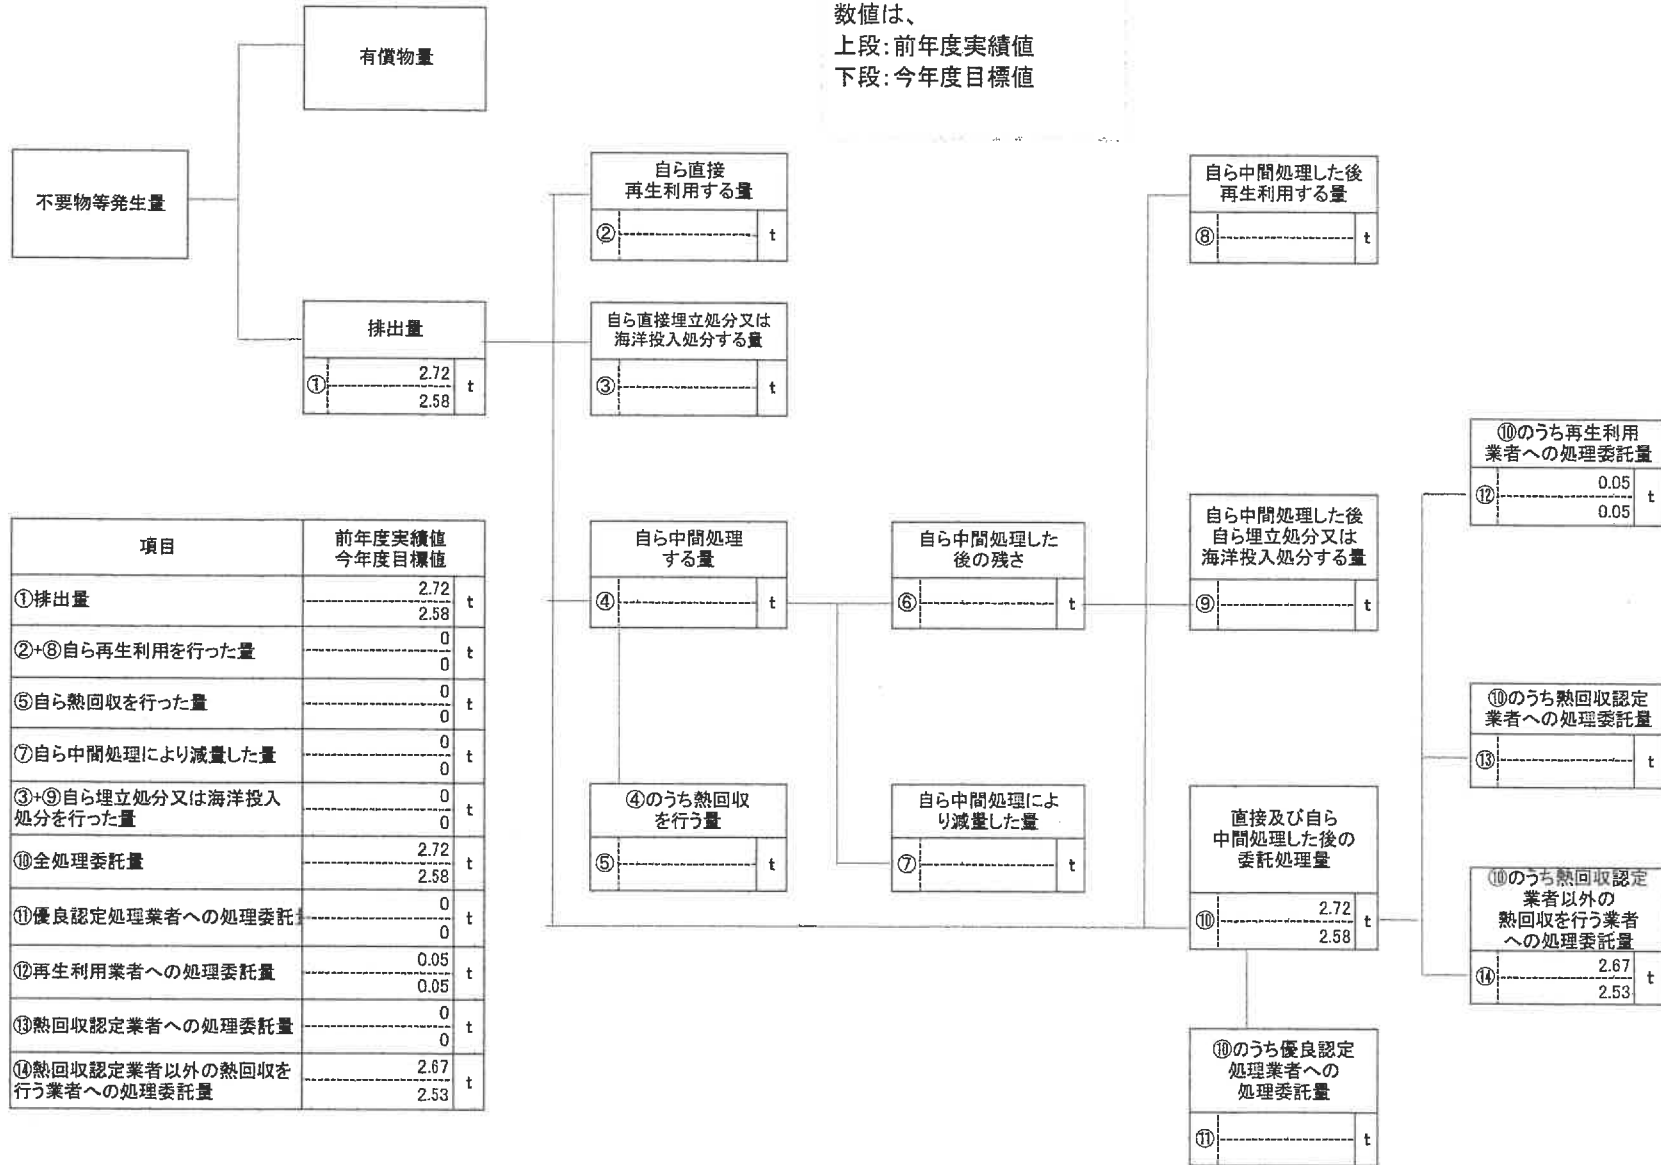 数値は、
上段:前年度実績値
下段:今年度目標値
有償物量
不要物等発生量
排出量
① 2.72 t
2.58
自ら直接
再生利用する量
② t
自ら直接埋立処分又は
海洋投入処分する量
③ t
自ら中間処理した後
再生利用する量
⑧ t
自ら中間処理
する量
④ t
自ら中間処理した
後の残さ
⑥ t
自ら中間処理した後
自ら埋立処分又は
海洋投入処分する量
⑨ t
④のうち熱回収
を行う量
⑤ t
自ら中間処理によ
り減量した量
⑦ t
直接及び自ら
中間処理した後の
委託処理量
⑩ 2.72 t
2.58
⑩のうち優良認定
処理業者への
処理委託量
⑪ t
⑩のうち再生利用
業者への処理委託量
⑫ 0.05 t
0.05
⑩のうち熱回収認定
業者への処理委託量
⑬ t
⑩のうち熱回収認定
業者以外の
熱回収を行う業者
への処理委託量
⑭ 2.67 t
2.53
項目 前年度実績値
今年度目標値
①排出量 2.72 t
2.58
②+⑧自ら再生利用を行った量 0 t
0
⑤自ら熱回収を行った量 0 t
0
⑦自ら中間処理により減量した量 0 t
0
③+⑨自ら埋立処分又は海洋投入
処分を行った量 0 t
0
⑩全処理委託量 2.72 t
2.58
⑪優良認定処理業者への処理委託 0 t
0
⑫再生利用業者への処理委託量 0.05 t
0.05
⑬熱回収認定業者への処理委託量 0 t
0
⑭熱回収認定業者以外の熱回収を
行う業者への処理委託量 2.67 t
2.53